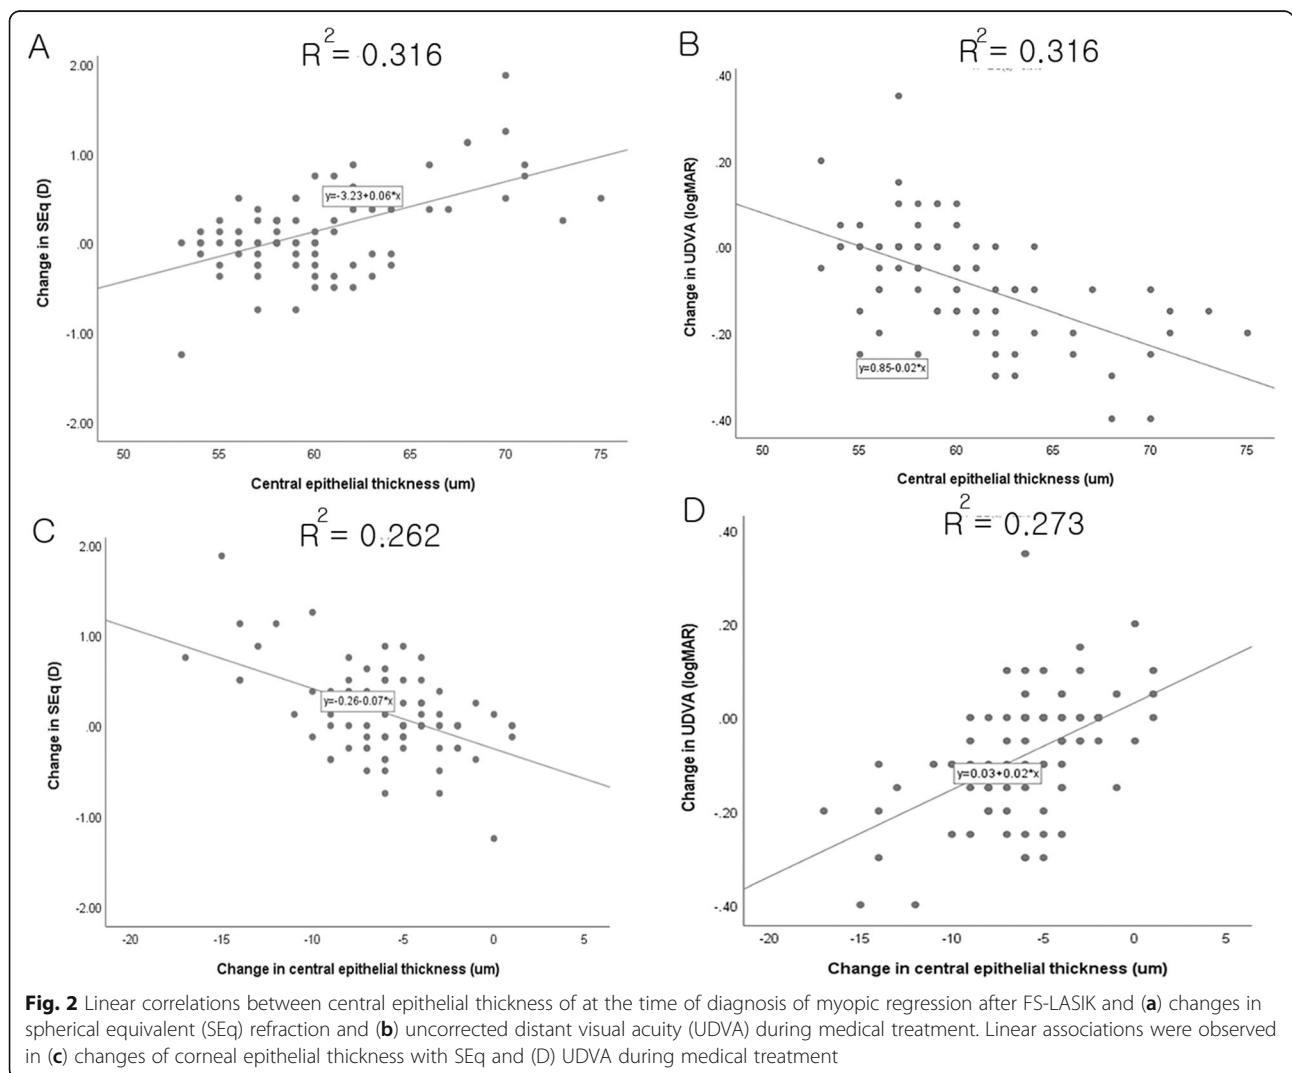 A
R2= 0.316
2.00
1.00
.00
-1.00
-2.00
Change in SEq (D)
y=-3.23+0.06*x
50 55 60 65 70 75
Central epithelial thickness (um)
B
R2= 0.316
.40
.20
.00
-.20
-.40
Change in UDVA (logMAR)
y=0.85-0.02*x
50 55 60 65 70 75
Central epithelial thickness (um)
C
R2= 0.262
2.00
1.00
.00
-1.00
-2.00
Change in SEq (D)
y=-0.26-0.07*x
-20 -15 -10 -5 0 5
Change in central epithelial thickness (um)
D
R2= 0.273
.40
.20
.00
-.20
-.40
Change in UDVA (logMAR)
y=0.03+0.02*x
-20 -15 -10 -5 0 5
Change in central epithelial thickness (um)
Fig. 2 Linear correlations between central epithelial thickness of at the time of diagnosis of myopic regression after FS-LASIK and (a) changes in
spherical equivalent (SEq) refraction and (b) uncorrected distant visual acuity (UDVA) during medical treatment. Linear associations were observed
in (c) changes of corneal epithelial thickness with SEq and (D) UDVA during medical treatment